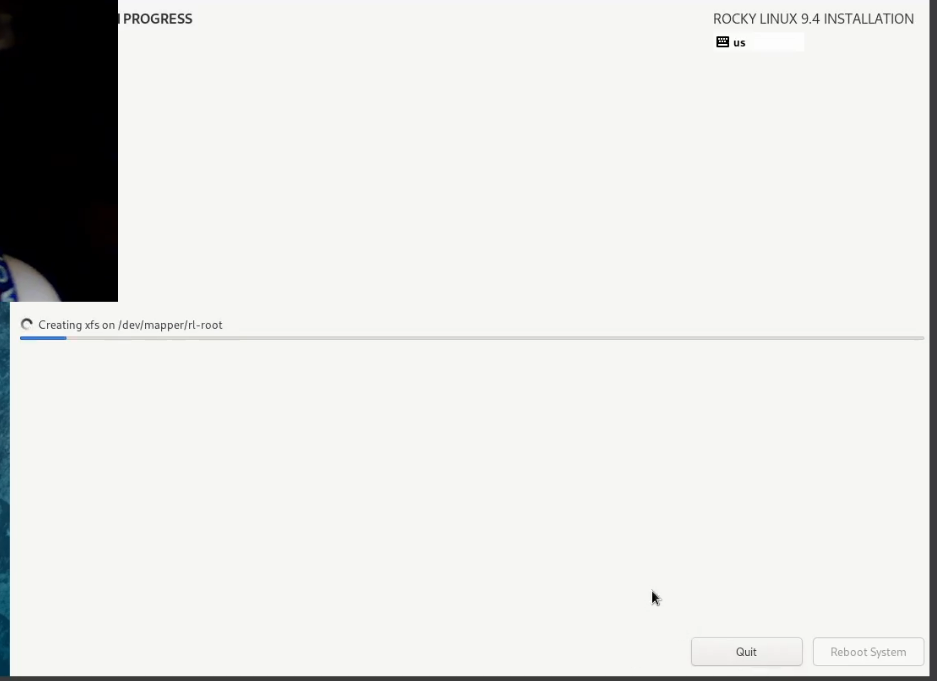 PROGRESS
ROCKY LINUX 9.4 INSTALLATION
us
Creating xfs on /dev/mapper/rl-root
Quit
Reboot System